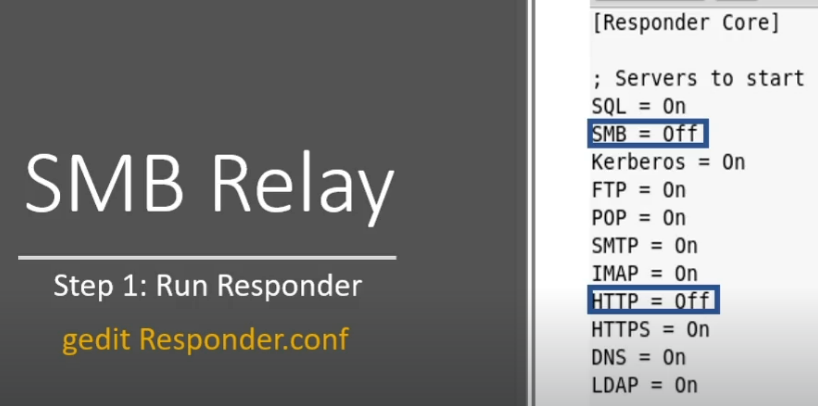 SMB Relay
Step 1: Run Responder
gedit Responder.conf
[Responder Core]
; Servers to start
SQL = On
SMB = Off
Kerberos = On
FTP = On
POP = On
SMTP = On
IMAP = On
HTTP = Off
HTTPS = On
DNS = On
LDAP = On